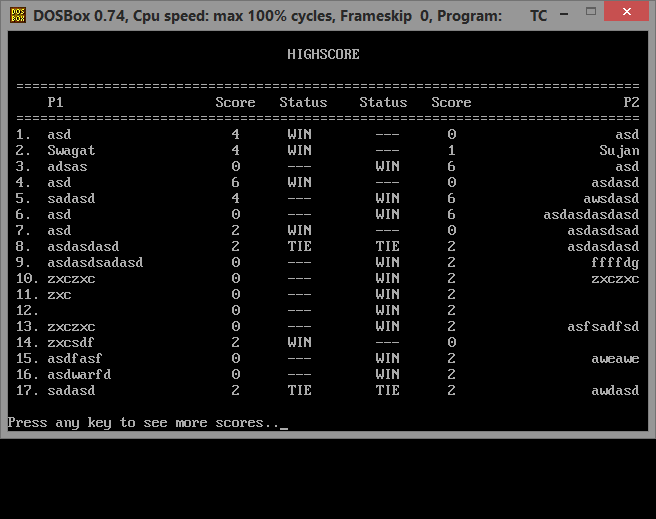 DOSBox 0.74, Cpu speed: max 100% cycles, Frameskip 0, Program: TC
HIGHSCORE
==============================================================================
P1 Score Status Status Score P2
==============================================================================
1. asd 4 WIN --- 0 asd
2. Swagat 4 WIN --- 1 Sujan
3. adsas 0 --- WIN 6 asd
4. asd 6 WIN --- 0 asdasd
5. sadasd 4 --- WIN 6 awsdasd
6. asd 0 --- WIN 6 asdasdasdasd
7. asd 2 WIN --- 0 asdasdsad
8. asdasdasd 2 TIE TIE 2 asdasdasd
9. asdasdsadasd 0 --- WIN 2 ffffdg
10. zxczxc 0 --- WIN 2 zxczxc
11. zxc 0 --- WIN 2
12. 0 --- WIN 2
13. zxczxc 0 --- WIN 2 asfsadfsd
14. zxcsdf 2 WIN --- 0
15. asdfasf 0 --- WIN 2 aweawe
16. asdwarfd 0 --- WIN 2
17. sadasd 2 TIE TIE 2 awdasd
Press any key to see more scores.._